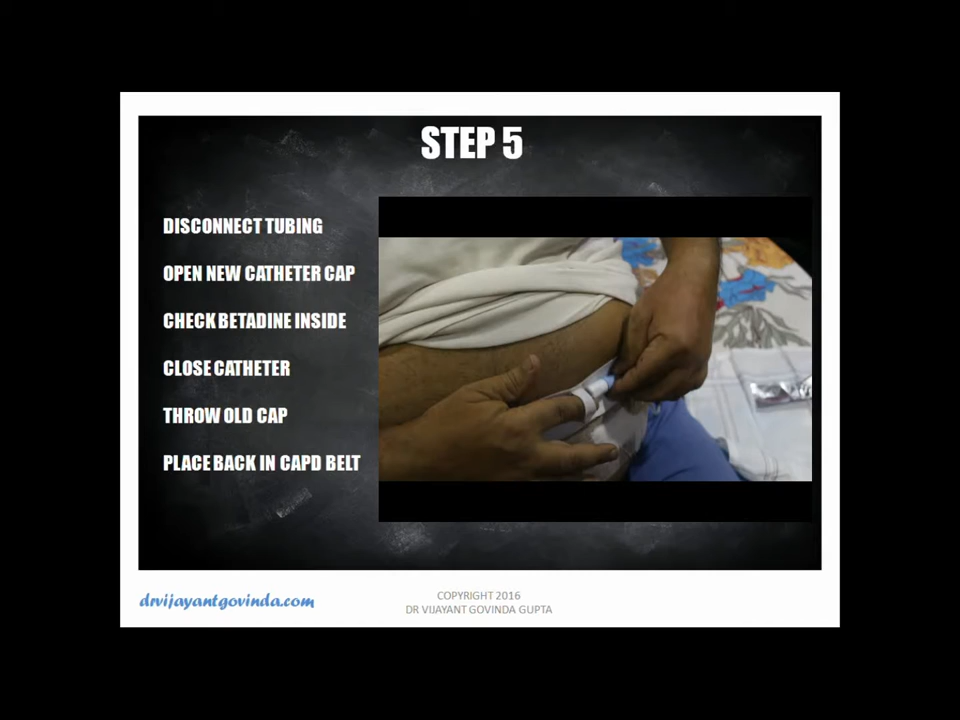 STEP 5
DISCONNECT TUBING
OPEN NEW CATHETER CAP
CHECK BETADINE INSIDE
CLOSE CATHETER
THROW OLD CAP
PLACE BACK IN CAPD BELT
drvijayantgovinda.com
COPYRIGHT 2016
DR VIJAYANT GOVINDA GUPTA